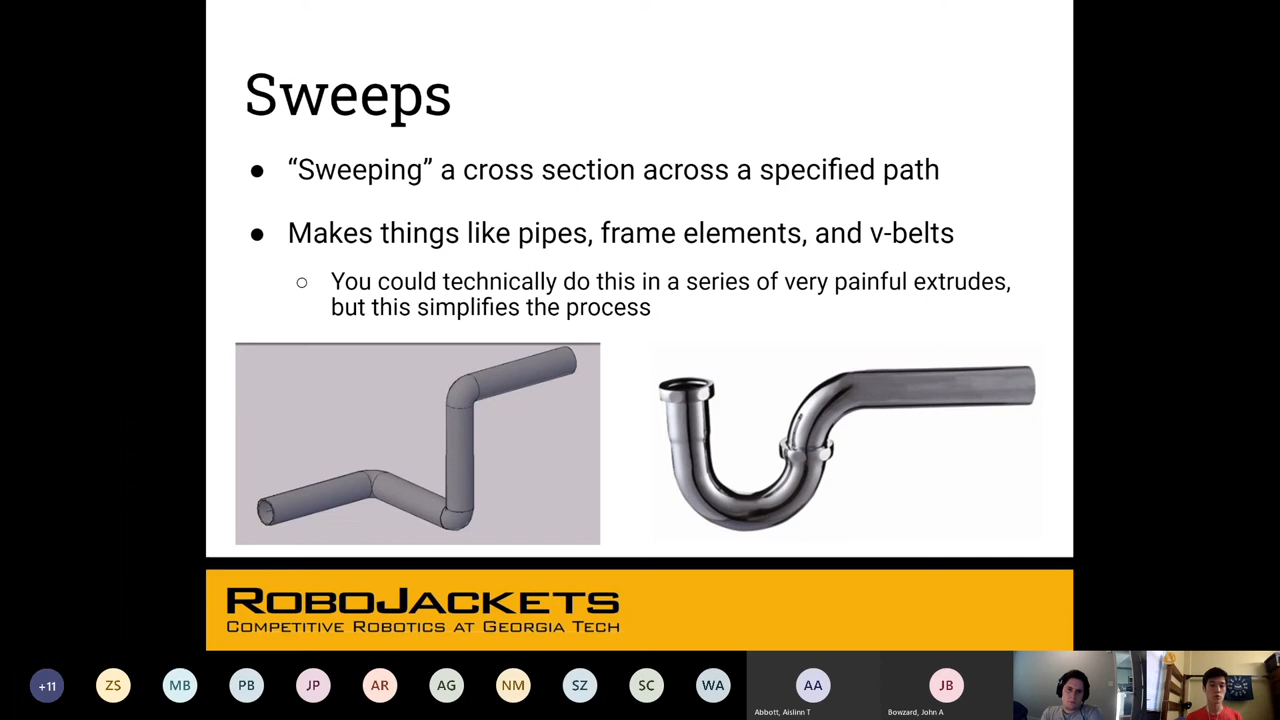 Sweeps
● “Sweeping” a cross section across a specified path
● Makes things like pipes, frame elements, and v-belts
○ You could technically do this in a series of very painful extrudes,
but this simplifies the process
ROBOJACKETS
COMPETITIVE ROBOTICS AT GEORGIA TECH
+11 ZS MB PB JP AR AG NM SZ SC WA AA JB
Abbott, Aislinn T Bowzard, John A